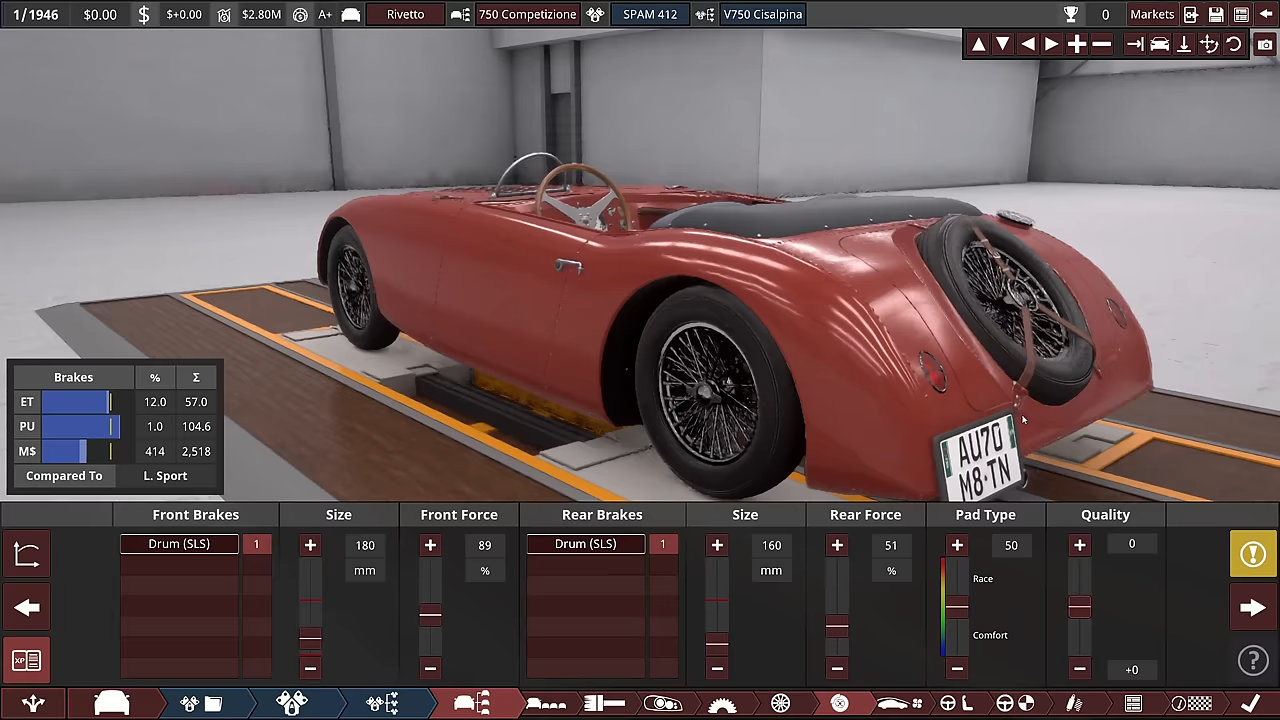 1/1946 $0.00 $ $+0.00 $2.80M A+ Rivetto 750 Competizione SPAM 412 V750 Cisalpina 0 Markets
AU70
M8·TN
Brakes % Σ
ET 12.0 57.0
PU 1.0 104.6
M$ 414 2,518
Compared To L. Sport
Front Brakes Size Front Force Rear Brakes Size Rear Force Pad Type Quality
Drum (SLS) 1 + 180 + 89 Drum (SLS) 1 + 160 + 51 + 50 + 0
mm % mm % Race
Comfort
XP - - - - - - +0
?